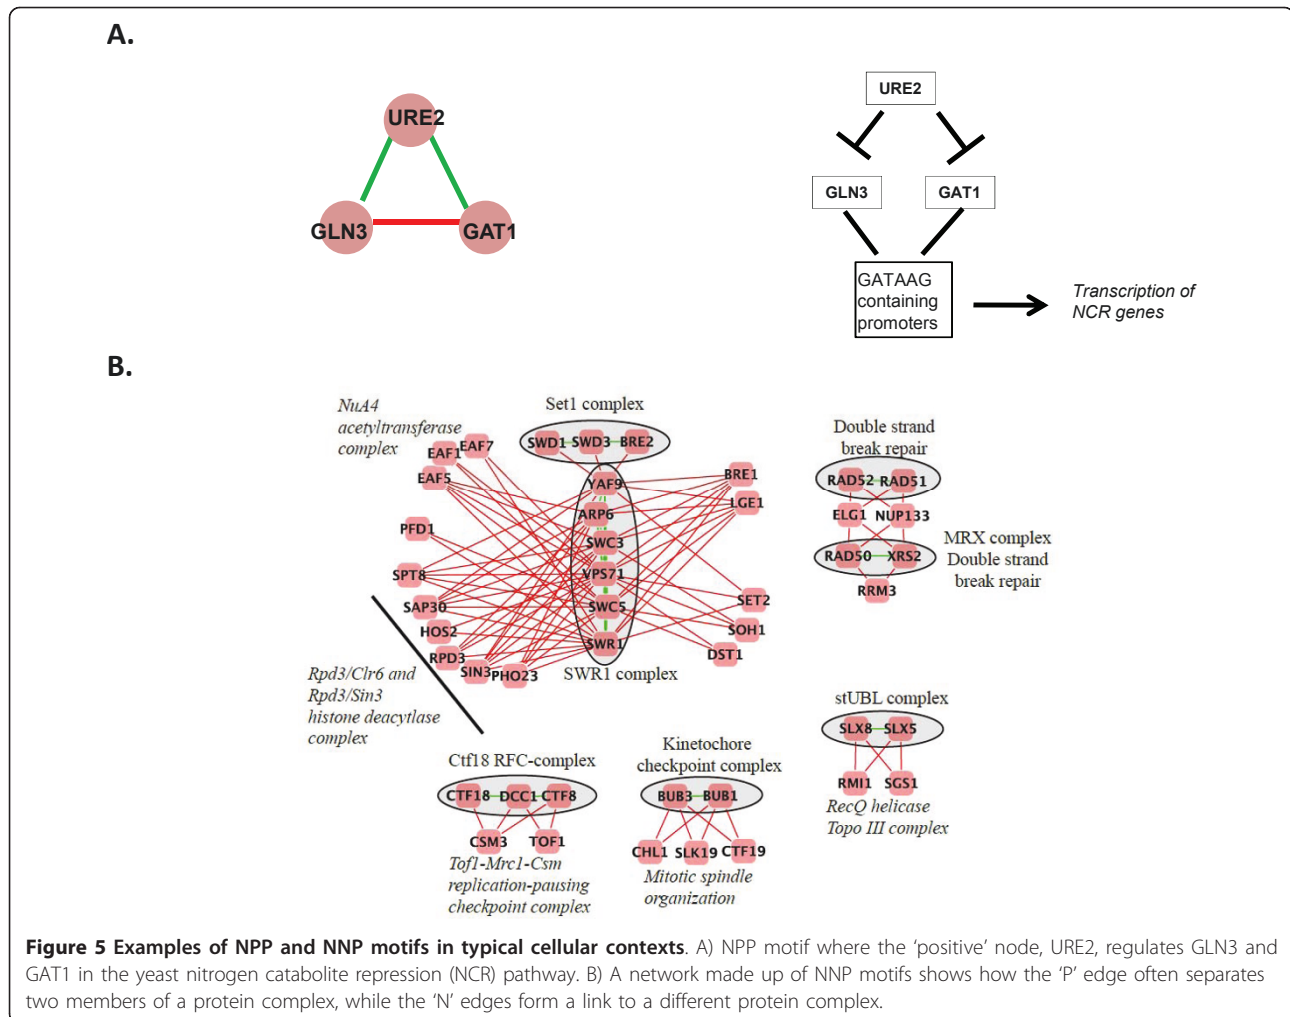 A.
URE2
GLN3
GAT1
URE2
GLN3
GAT1
GATAAG
containing
promoters
Transcription of
NCR genes
B.
NuA4
acetyltransferase
complex
Set1 complex
SWD1
SWD3
BRE2
EAF1
EAF7
EAF5
PFD1
SPT8
SAP30
HOS2
RPD3
SIN3
PHO23
YAF9
ARP6
SWC3
VPS71
SWC5
SWR1
SWR1 complex
BRE1
LGE1
SET2
SOH1
DST1
Rpd3/Clr6 and
Rpd3/Sin3
histone deacytlase
complex
Double strand
break repair
RAD52
RAD51
ELG1
NUP133
RAD50
XRS2
RRM3
MRX complex
Double strand
break repair
stUBL complex
SLX8
SLX5
RMI1
SGS1
RecQ helicase
Topo III complex
Ctf18 RFC-complex
CTF18
DCC1
CTF8
CSM3
TOF1
Tof1-Mrc1-Csm
replication-pausing
checkpoint complex
Kinetochore
checkpoint complex
BUB3
BUB1
CHL1
SLK19
CTF19
Mitotic spindle
organization
Figure 5 Examples of NPP and NNP motifs in typical cellular contexts. A) NPP motif where the ‘positive’ node, URE2, regulates GLN3 and
GAT1 in the yeast nitrogen catabolite repression (NCR) pathway. B) A network made up of NNP motifs shows how the ‘P’ edge often separates
two members of a protein complex, while the ‘N’ edges form a link to a different protein complex.